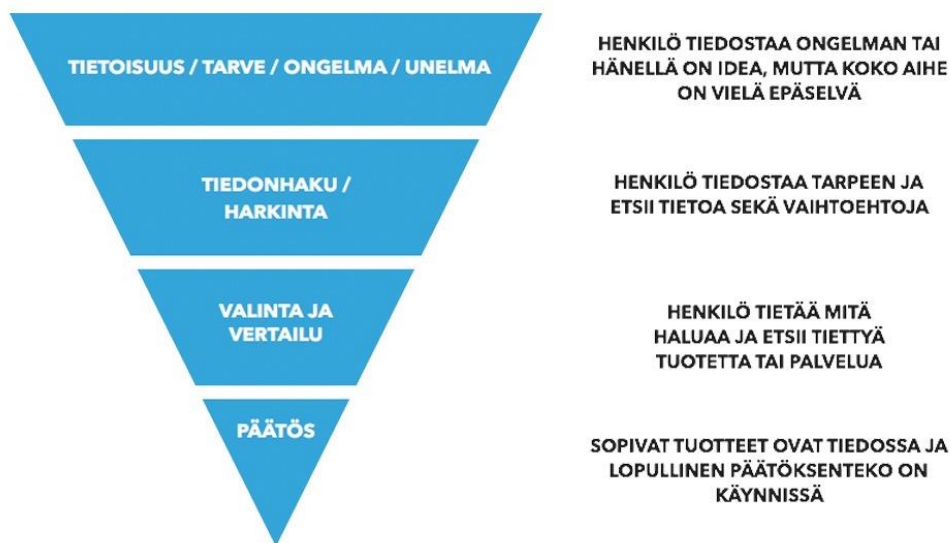 TIETOISUUS / TARVE / ONGELMA / UNELMA
HENKILÖ TIEDOSTAA ONGELMAN TAI
HÄNELLÄ ON IDEA, MUTTA KOKO AIHE
ON VIELÄ EPÄSELVÄ
TIEDONHAKU /
HARKINTA
HENKILÖ TIEDOSTAA TARPEEN JA
ETSII TIETOA SEKÄ VAIHTOEHTOJA
VALINTA JA
VERTAILU
HENKILÖ TIETÄÄ MITÄ
HALUAA JA ETSII TIETTYÄ
TUOTETTA TAI PALVELUA
PÄÄTÖS
SOPIVAT TUOTTEET OVAT TIEDOSSA JA
LOPULLINEN PÄÄTÖKSENTEKO ON
KÄYNNISSÄ